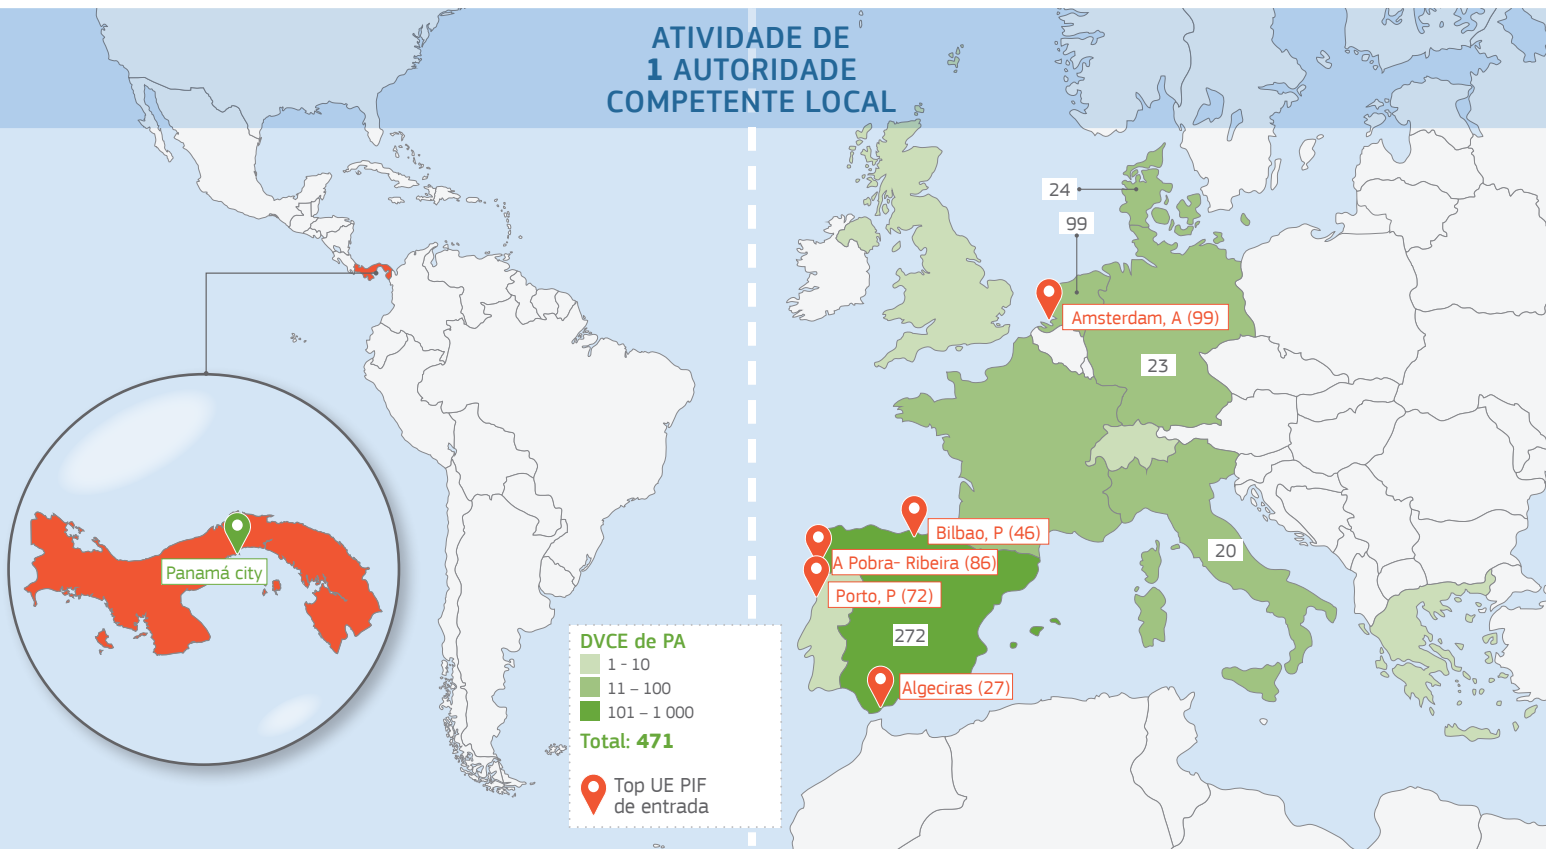 ATIVIDADE DE
1 AUTORIDADE
COMPETENTE LOCAL
24
99
Amsterdam, A (99)
23
Bilbao, P (46)
A Pobra- Ribeira (86)
20
Panamá city
Porto, P (72)
272
Algeciras (27)
DVCE de PA
1 - 10
11 – 100
101 – 1 000
Total: 471
Top UE PIF
de entrada